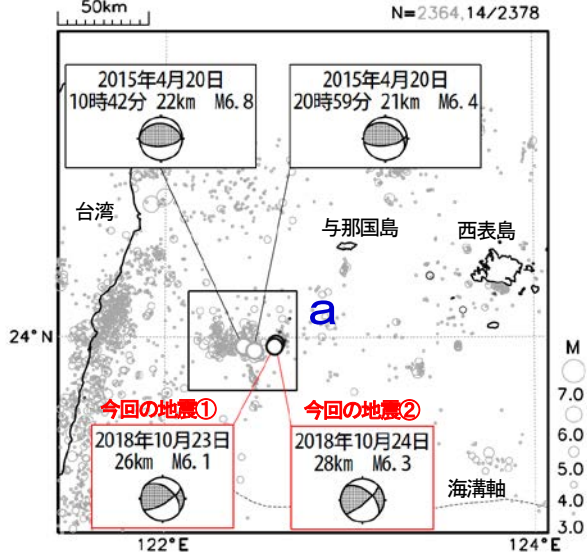 50km
N=2364,14/2378
2015年4月20日
10時42分 22km M6.8
2015年4月20日
20時59分 21km M6.4
台湾
与那国島
西表島
a
24°N
M
7.0
6.0
5.0
4.0
3.0
今回の地震①
今回の地震②
2018年10月23日
26km M6.1
2018年10月24日
28km M6.3
海溝軸
122°E
124°E